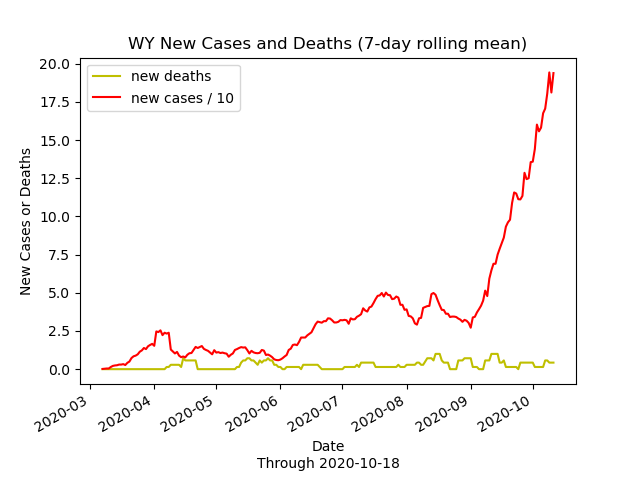 WY New Cases and Deaths (7-day rolling mean)
new deaths
new cases / 10
New Cases or Deaths
20.0
17.5
15.0
12.5
10.0
7.5
5.0
2.5
0.0
2020-03
2020-04
2020-05
2020-06
2020-07
2020-08
2020-09
2020-10
Date
Through 2020-10-18